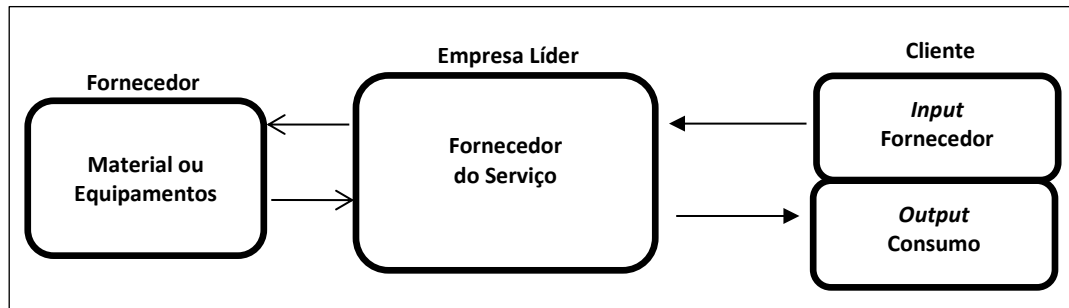 Fornecedor
Material ou
Equipamentos
Empresa Líder
Fornecedor
do Serviço
Cliente
Input
Fornecedor
Output
Consumo